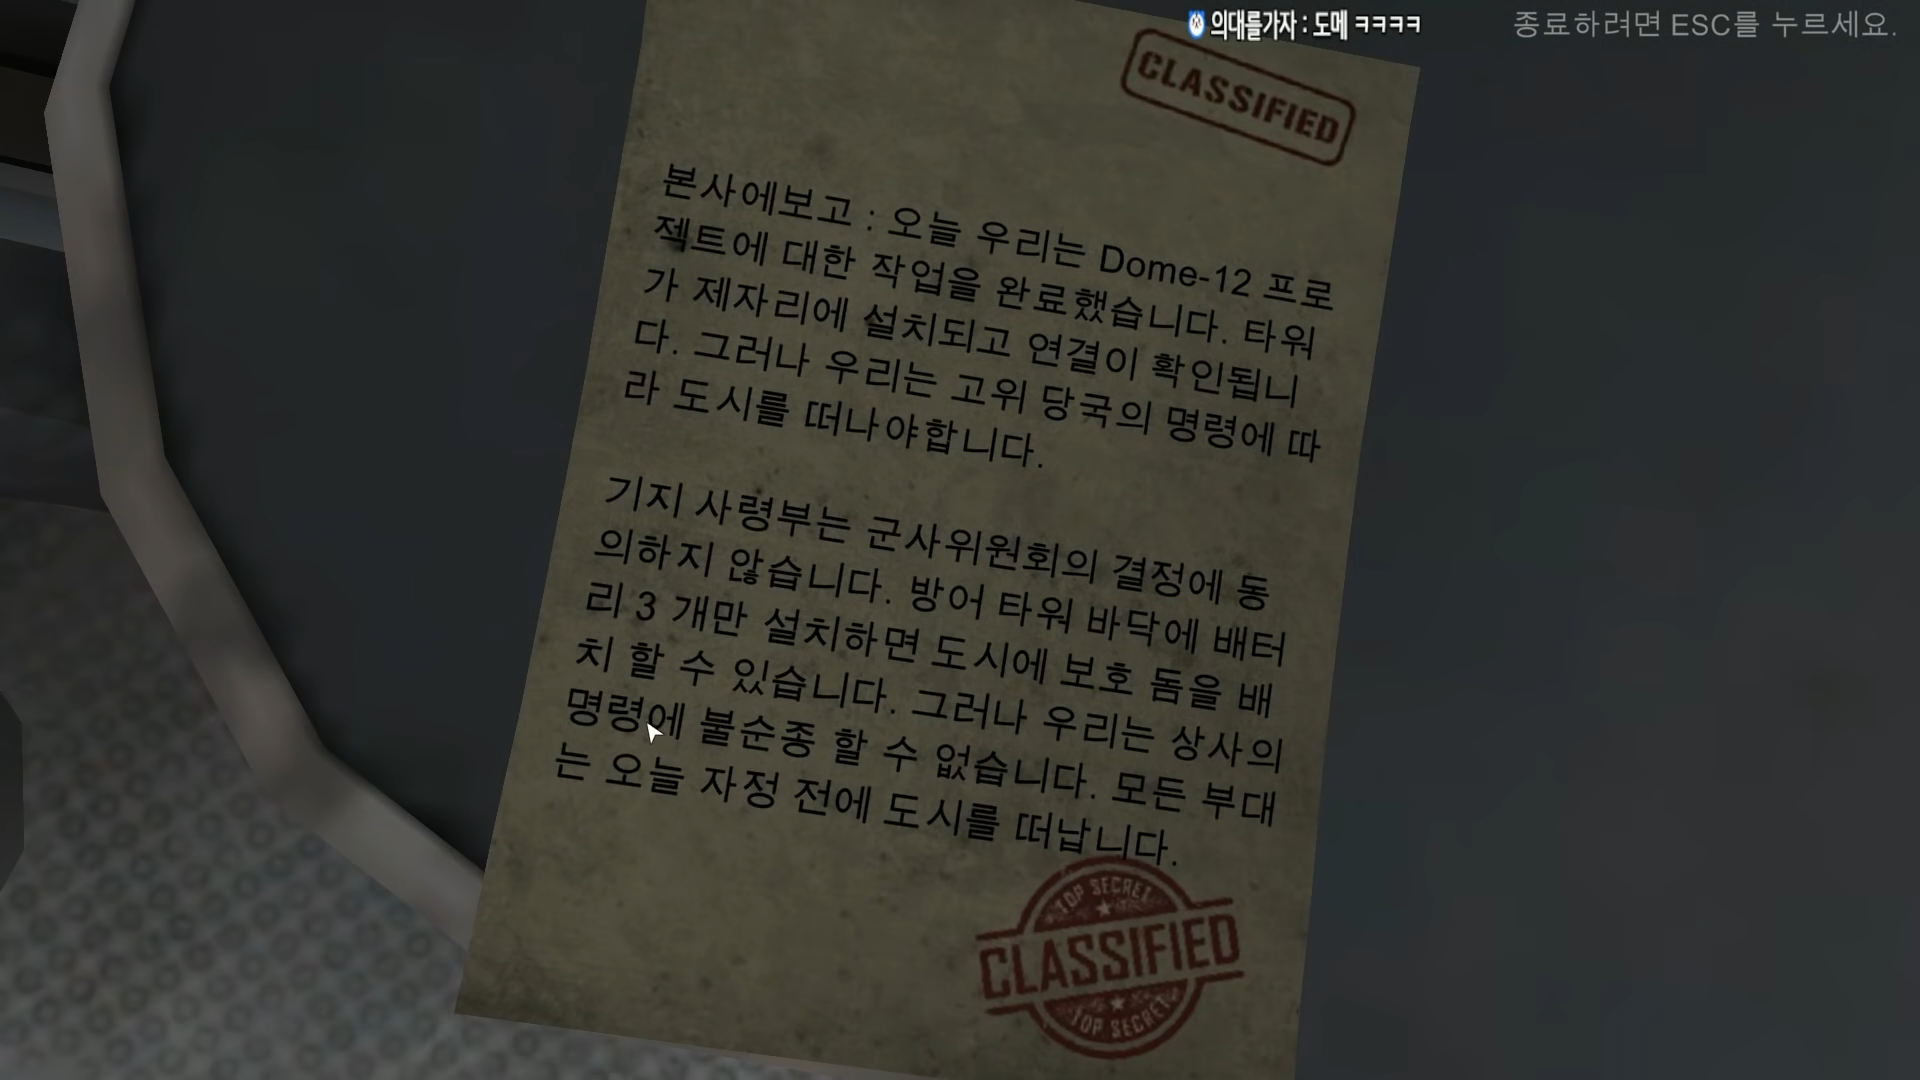 의대를가자 : 도메 ㅋㅋㅋㅋ
종료하려면 ESC를 누르세요.
CLASSIFIED
본사에보고 : 오늘 우리는 Dome-12 프로
젝트에 대한 작업을 완료했습니다. 타워
가 제자리에 설치되고 연결이 확인됩니
다. 그러나 우리는 고위 당국의 명령에 따
라 도시를 떠나야합니다.
기지 사령부는 군사위원회의 결정에 동
의하지 않습니다. 방어 타워 바닥에 배터
리 3 개만 설치하면 도시에 보호 돔을 배
치 할 수 있습니다. 그러나 우리는 상사의
명령에 불순종 할 수 없습니다. 모든 부대
는 오늘 자정 전에 도시를 떠납니다.
TOP SECRET
CLASSIFIED
TOP SECRET